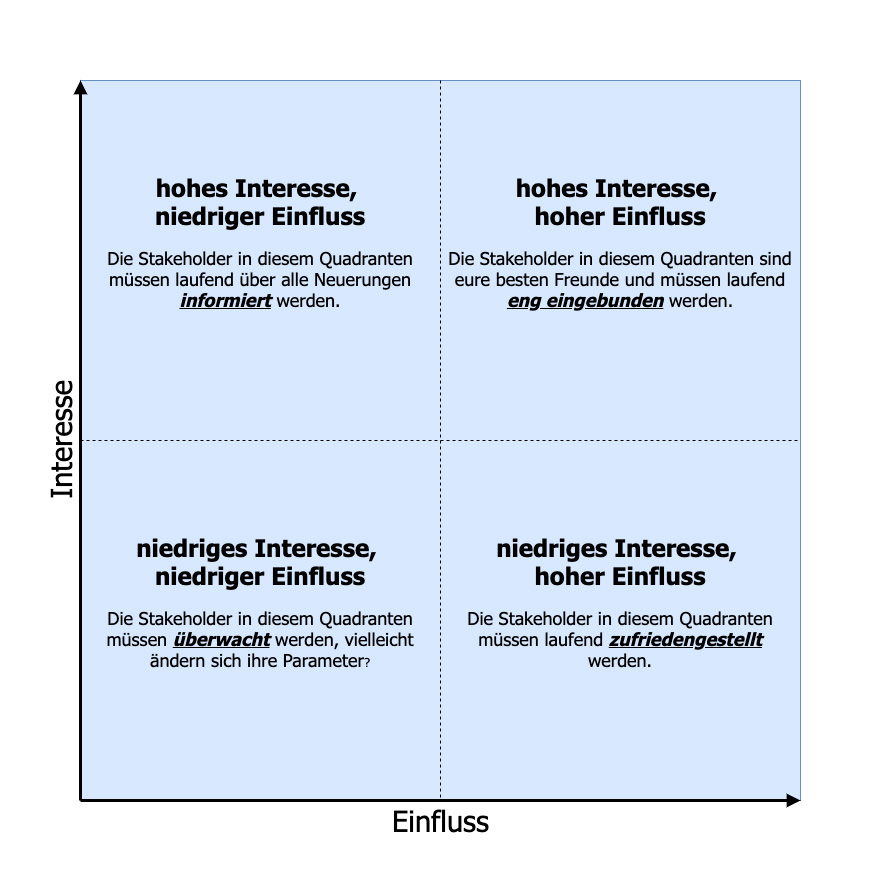 hohes Interesse,
niedriger Einfluss
Die Stakeholder in diesem Quadranten
müssen laufend über alle Neuerungen
informiert werden.
hohes Interesse,
hoher Einfluss
Die Stakeholder in diesem Quadranten sind
eure besten Freunde und müssen laufend
eng eingebunden werden.
Interesse
niedriges Interesse,
niedriger Einfluss
Die Stakeholder in diesem Quadranten
müssen überwacht werden, vielleicht
ändern sich ihre Parameter?
niedriges Interesse,
hoher Einfluss
Die Stakeholder in diesem Quadranten
müssen laufend zufriedengestellt
werden.
Einfluss